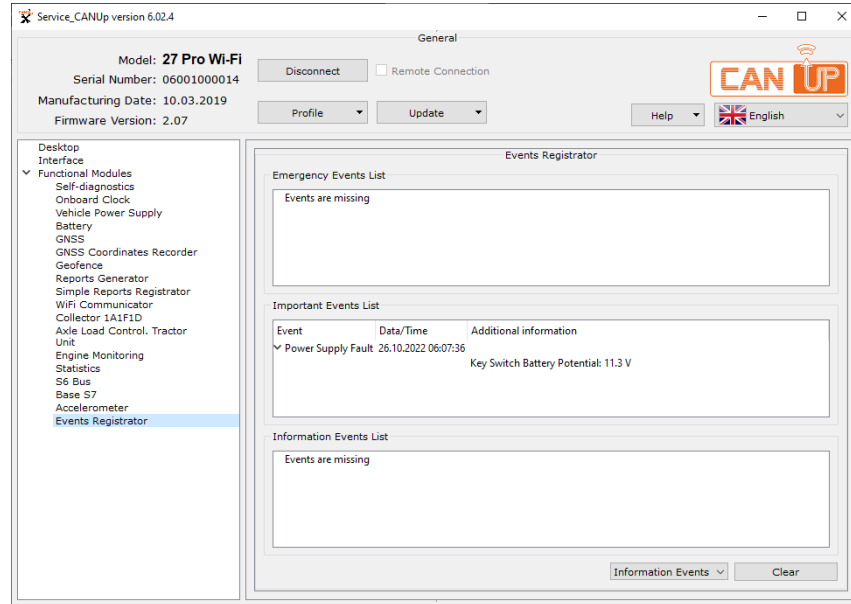 Service_CANUp version 6.02.4
General
Model: 27 Pro Wi-Fi
Serial Number: 06001000014
Manufacturing Date: 10.03.2019
Firmware Version: 2.07
Disconnect
Remote Connection
Profile
Update
Help
English
CAN UP
Desktop
Interface
Functional Modules
Self-diagnostics
Onboard Clock
Vehicle Power Supply
Battery
GNSS
GNSS Coordinates Recorder
Geofence
Reports Generator
Simple Reports Registrator
WiFi Communicator
Collector 1A1F1D
Axle Load Control. Tractor
Unit
Engine Monitoring
Statistics
S6 Bus
Base S7
Accelerometer
Events Registrator
Events Registrator
Emergency Events List
Events are missing
Important Events List
Event Data/Time Additional information
Power Supply Fault 26.10.2022 06:07:36
Key Switch Battery Potential: 11.3 V
Information Events List
Events are missing
Information Events
Clear